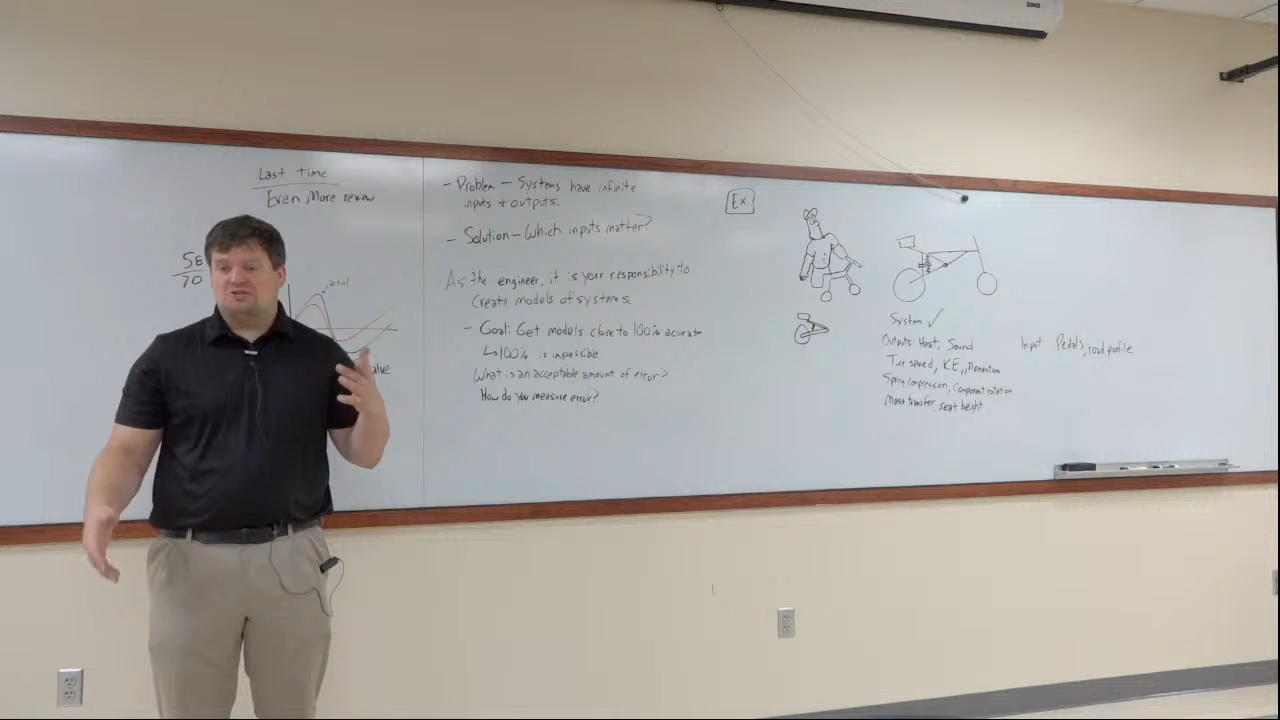 Last time
Even More review
58
70
- Problem - Systems have infinite
inputs + outputs.
- Solution - Which inputs matter?
As the engineer, it is your responsibility to
Create models of systems.
- Goal: Get models close to 100% accurate
↳ 100% is impossible
What is an acceptable amount of error?
How do you measure error?
Ex
System ✓
Outputs Heat, Sound
Tire speed, KE, Momentum
Spring compression, Component rotation
Mass transfer, seat height
Input Pedals, road profile